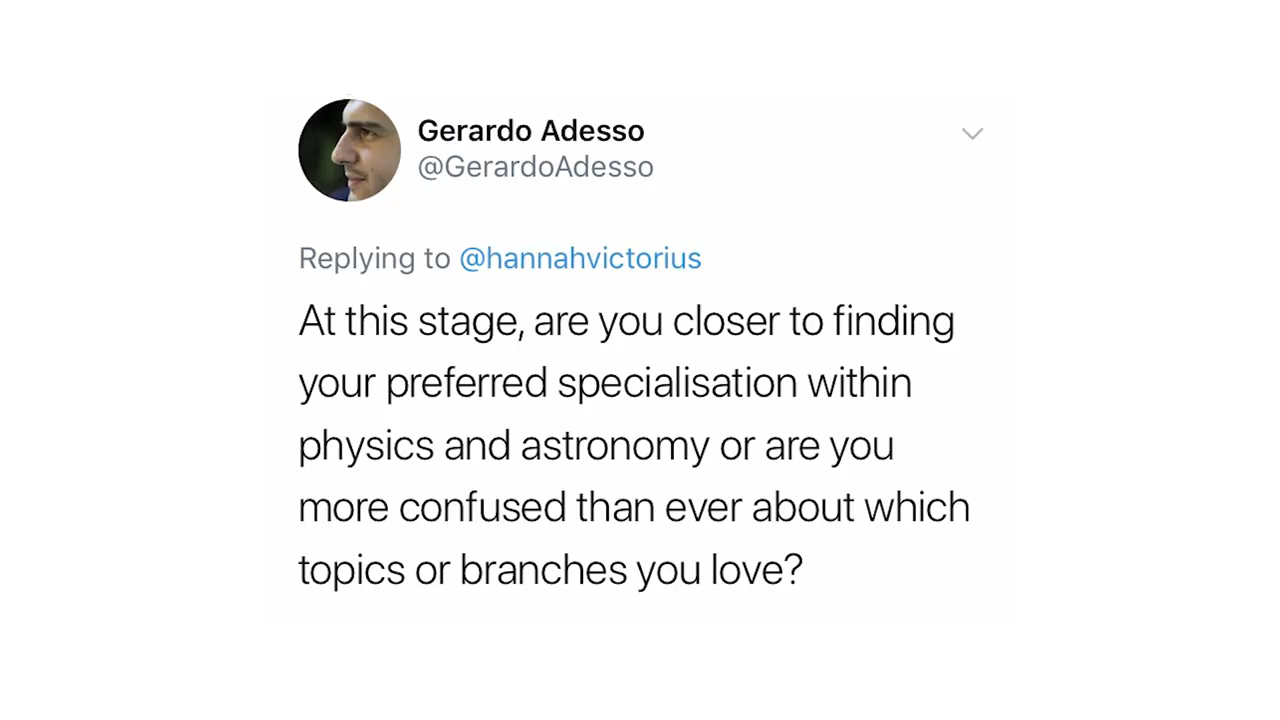 Gerardo Adesso
@GerardoAdesso
Replying to @hannahvictorius
At this stage, are you closer to finding
your preferred specialisation within
physics and astronomy or are you
more confused than ever about which
topics or branches you love?